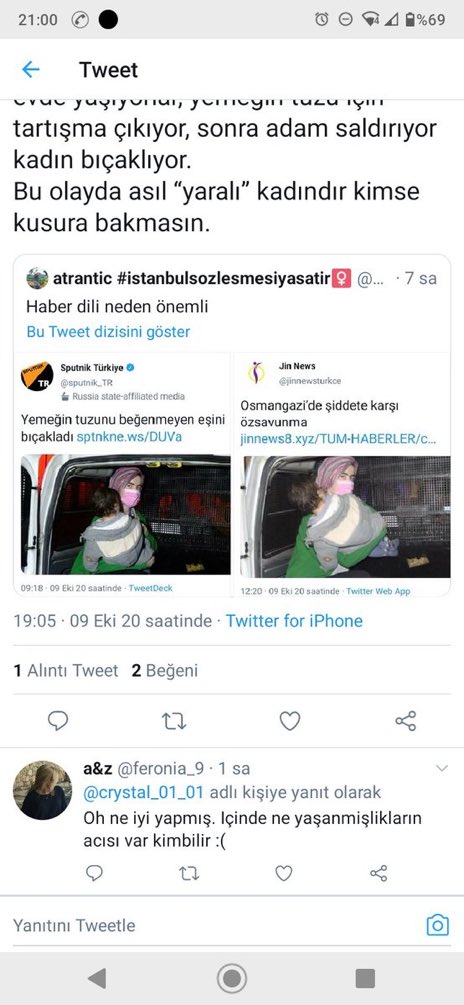 21:00
%69
Tweet
evde yaşıyorlar, yemeğin tuzu için
tartışma çıkıyor, sonra adam saldırıyor
kadın bıçaklıyor.
Bu olayda asıl “yaralı” kadındır kimse
kusura bakmasın.
atrantic #istanbulsozlesmesiyasatir @... · 7 sa
Haber dili neden önemli
Bu Tweet dizisini göster
Sputnik Türkiye
@sputnik_TR
Russia state-affiliated media
Yemeğin tuzunu beğenmeyen eşini
bıçakladı sptnkne.ws/DUVa
09:18 · 09 Eki 20 saatinde · TweetDeck
Jin News
@jinnewsturkce
Osmangazi'de şiddete karşı
özsavunma
jinnews8.xyz/TUM-HABERLER/c...
12:20 · 09 Eki 20 saatinde · Twitter Web App
19:05 · 09 Eki 20 saatinde · Twitter for iPhone
1 Alıntı Tweet 2 Beğeni
a&z @feronia_9 · 1 sa
@crystal_01_01 adlı kişiye yanıt olarak
Oh ne iyi yapmış. Içinde ne yaşanmişlikların
acısı var kimbilir :(
Yanıtını Tweetle